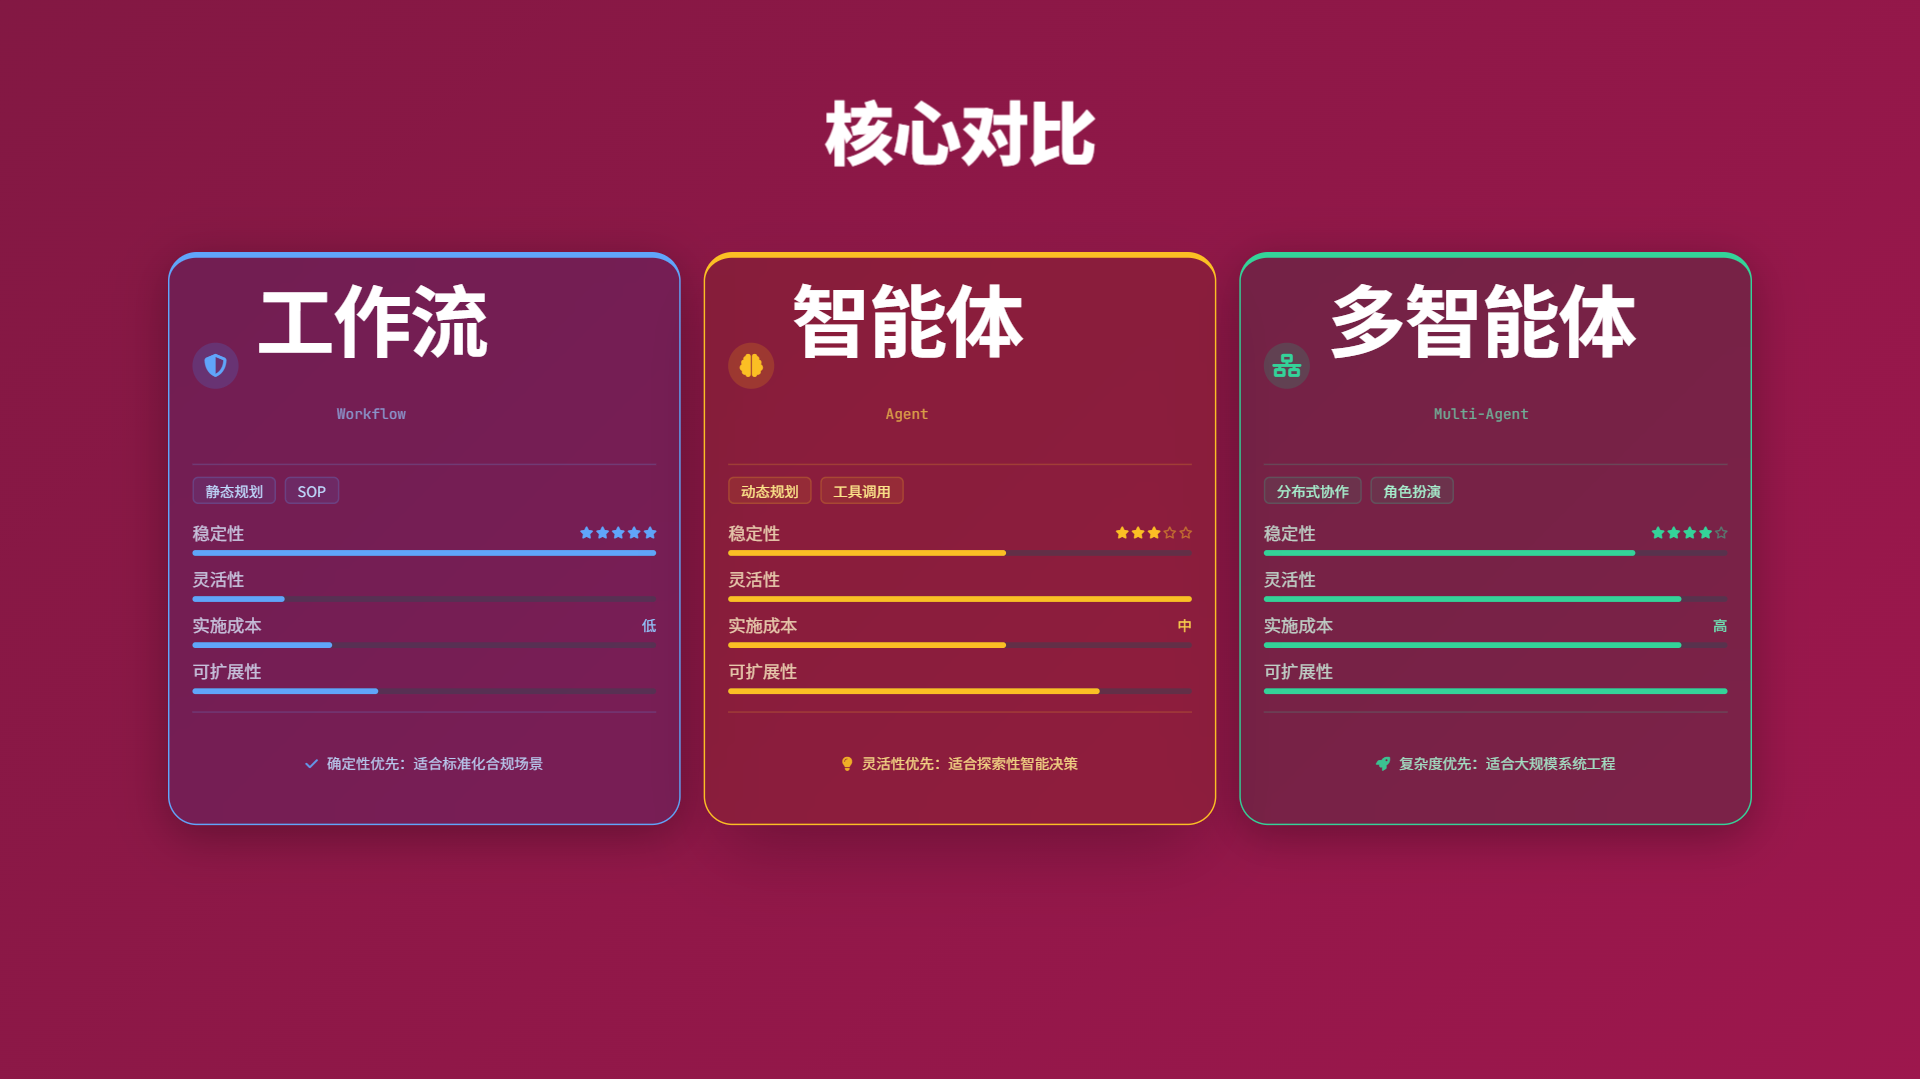 核心对比
工作流
Workflow
静态规划
SOP
稳定性
灵活性
实施成本 低
可扩展性
确定性优先：适合标准化合规场景
智能体
Agent
动态规划
工具调用
稳定性
灵活性
实施成本 中
可扩展性
灵活性优先：适合探索性智能决策
多智能体
Multi-Agent
分布式协作
角色扮演
稳定性
灵活性
实施成本 高
可扩展性
复杂度优先：适合大规模系统工程